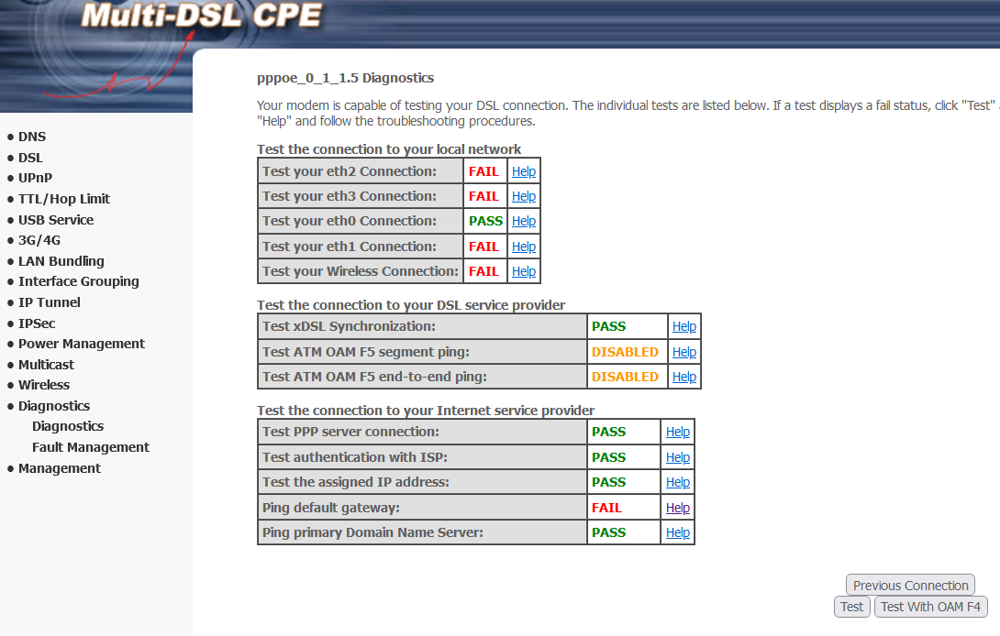 Multi-DSL CPE
DNS
DSL
UPnP
TTL/Hop Limit
USB Service
3G/4G
LAN Bundling
Interface Grouping
IP Tunnel
IPSec
Power Management
Multicast
Wireless
Diagnostics
Diagnostics
Fault Management
Management
pppoe_0_1_1.5 Diagnostics
Your modem is capable of testing your DSL connection. The individual tests are listed below. If a test displays a fail status, click "Test"
"Help" and follow the troubleshooting procedures.
Test the connection to your local network
Test your eth2 Connection: FAIL Help
Test your eth3 Connection: FAIL Help
Test your eth0 Connection: PASS Help
Test your eth1 Connection: FAIL Help
Test your Wireless Connection: FAIL Help
Test the connection to your DSL service provider
Test xDSL Synchronization: PASS Help
Test ATM OAM F5 segment ping: DISABLED Help
Test ATM OAM F5 end-to-end ping: DISABLED Help
Test the connection to your Internet service provider
Test PPP server connection: PASS Help
Test authentication with ISP: PASS Help
Test the assigned IP address: PASS Help
Ping default gateway: FAIL Help
Ping primary Domain Name Server: PASS Help
Previous Connection
Test Test With OAM F4